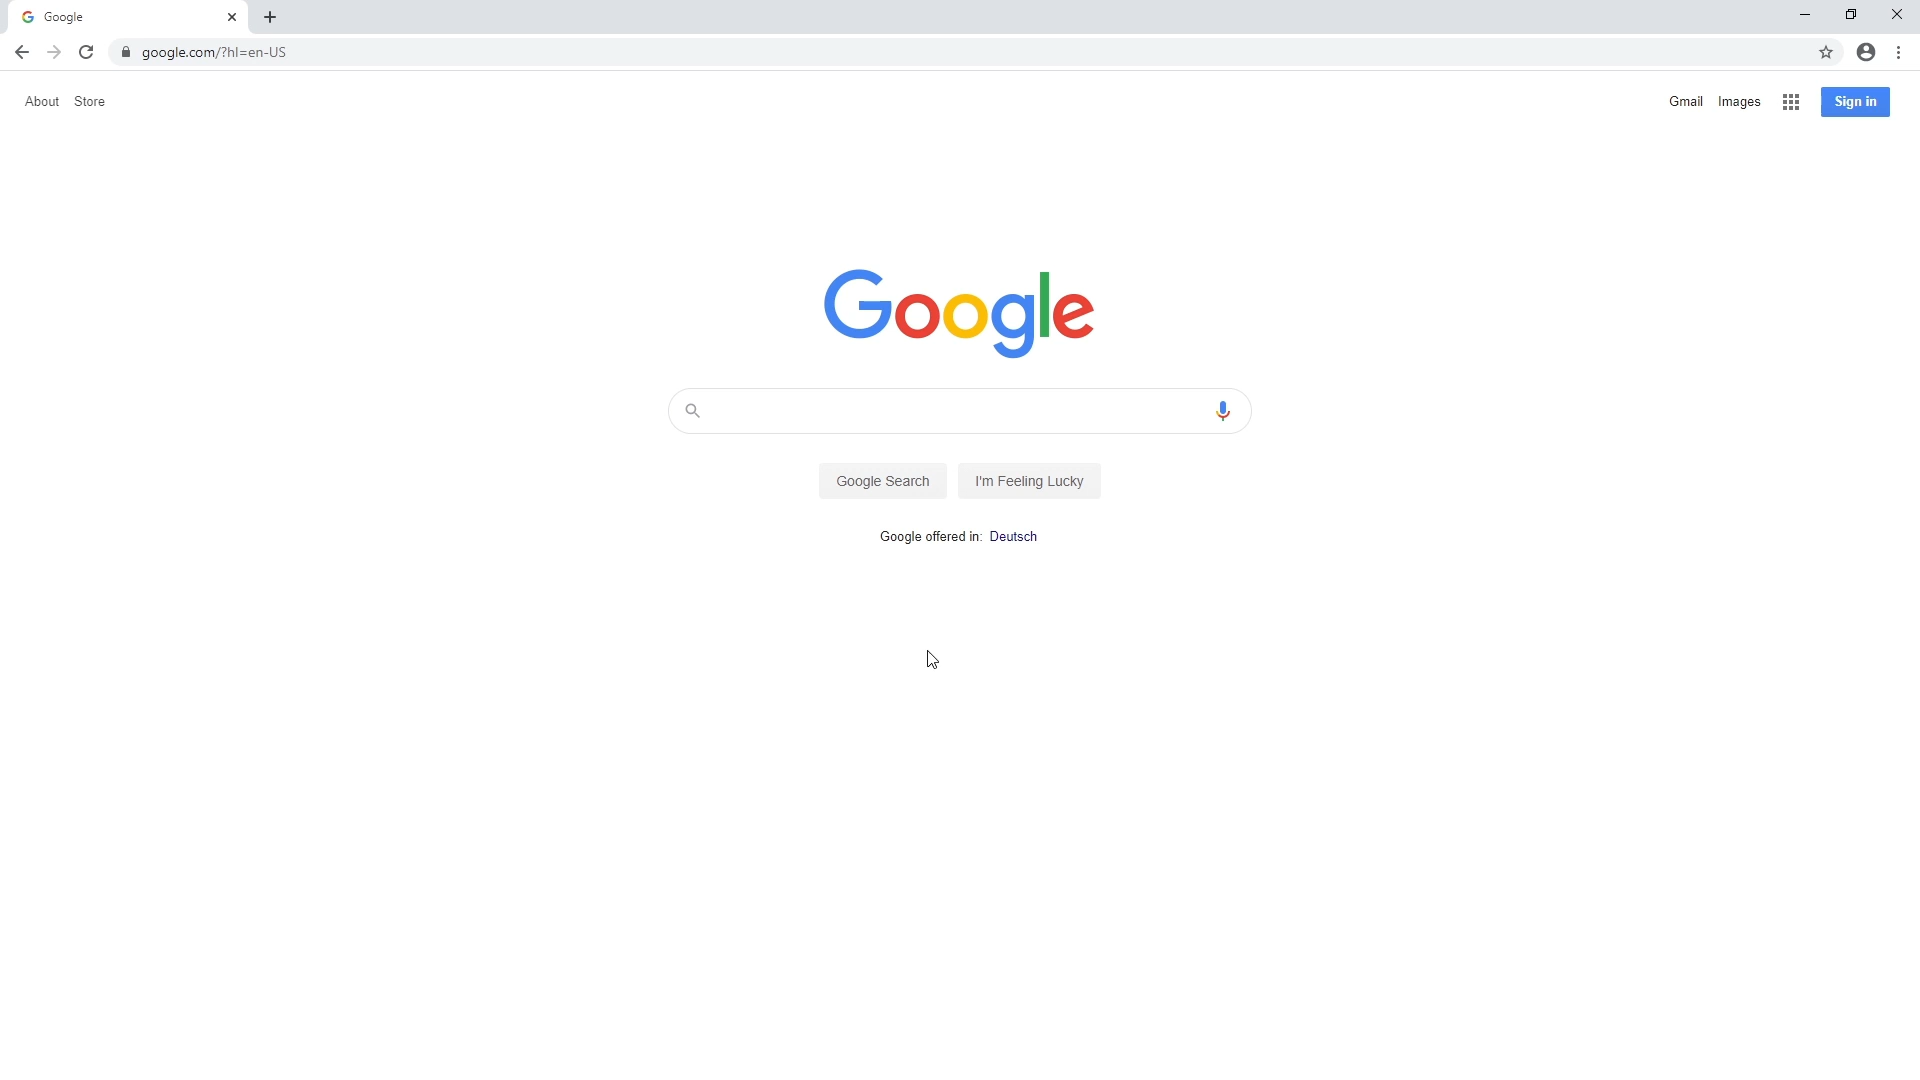 Google
google.com/?hl=en-US
About Store
Gmail Images Sign in
Google
Google Search I'm Feeling Lucky
Google offered in: Deutsch